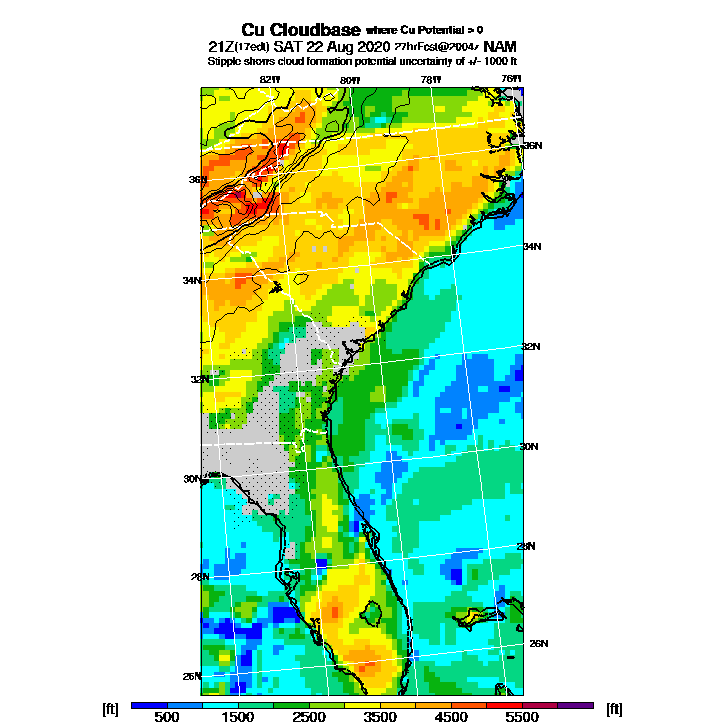 Cu Cloudbase where Cu Potential > 0
21Z(17edt) SAT 22 Aug 2020 27hrFcst@2004z NAM
Stipple shows cloud formation potential uncertainty of +/- 1000 ft
82W 80W 78W 76W
36N
36N
34N
34N
32N
32N
30N
30N
28N
28N
26N
26N
[ft] [ft]
500 1500 2500 3500 4500 5500